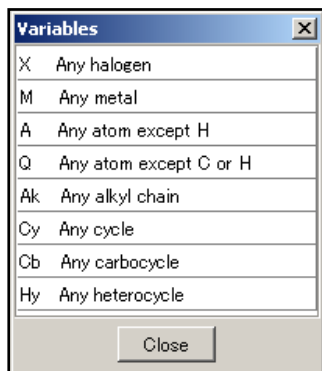 Variables
X Any halogen
M Any metal
A Any atom except H
Q Any atom except C or H
Ak Any alkyl chain
Cy Any cycle
Cb Any carbocycle
Hy Any heterocycle
Close